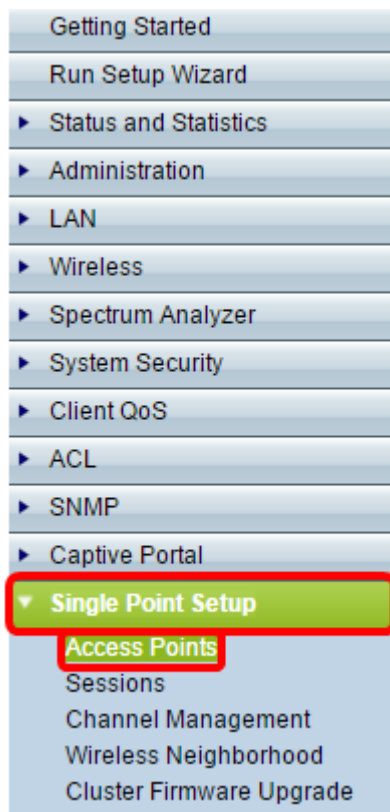 Getting Started
Run Setup Wizard
Status and Statistics
Administration
LAN
Wireless
Spectrum Analyzer
System Security
Client QoS
ACL
SNMP
Captive Portal
Single Point Setup
Access Points
Sessions
Channel Management
Wireless Neighborhood
Cluster Firmware Upgrade